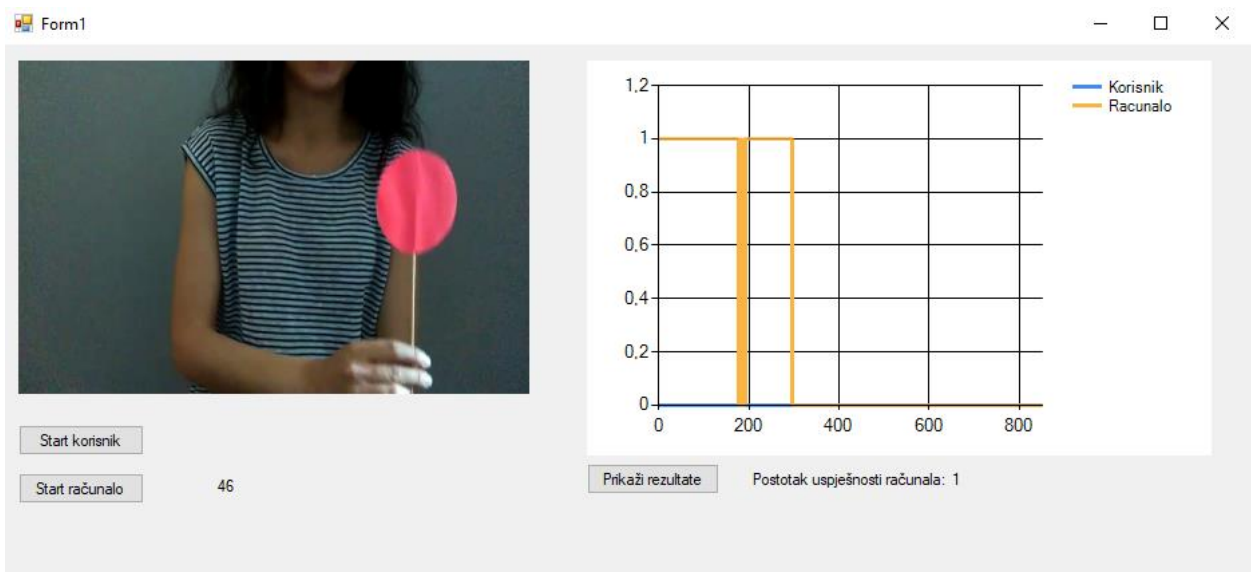 Form1
1,2
1
0,8
0,6
0,4
0,2
0
0 200 400 600 800
Korisnik
Racunalo
Start korisnik
Start računalo 46
Prikaži rezultate Postotak uspješnosti računala: 1